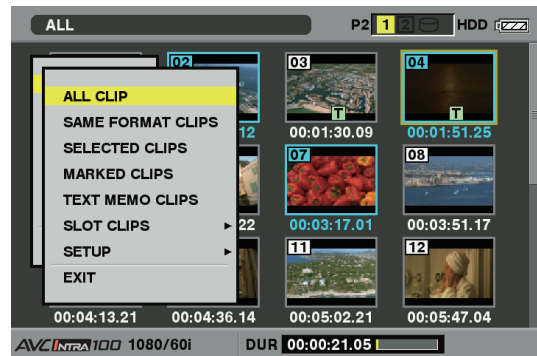 ALL P2 1 2 HDD
02 03 04
ALL CLIP
SAME FORMAT CLIPS
SELECTED CLIPS
MARKED CLIPS
TEXT MEMO CLIPS
SLOT CLIPS
SETUP
EXIT
12 00:01:30.09 00:01:51.25
T T
07 08
22 00:03:17.01 00:03:51.17
11 12
00:04:13.21 00:04:36.14 00:05:02.21 00:05:47.04
AVC INTRA 100 1080/60i DUR 00:00:21.05